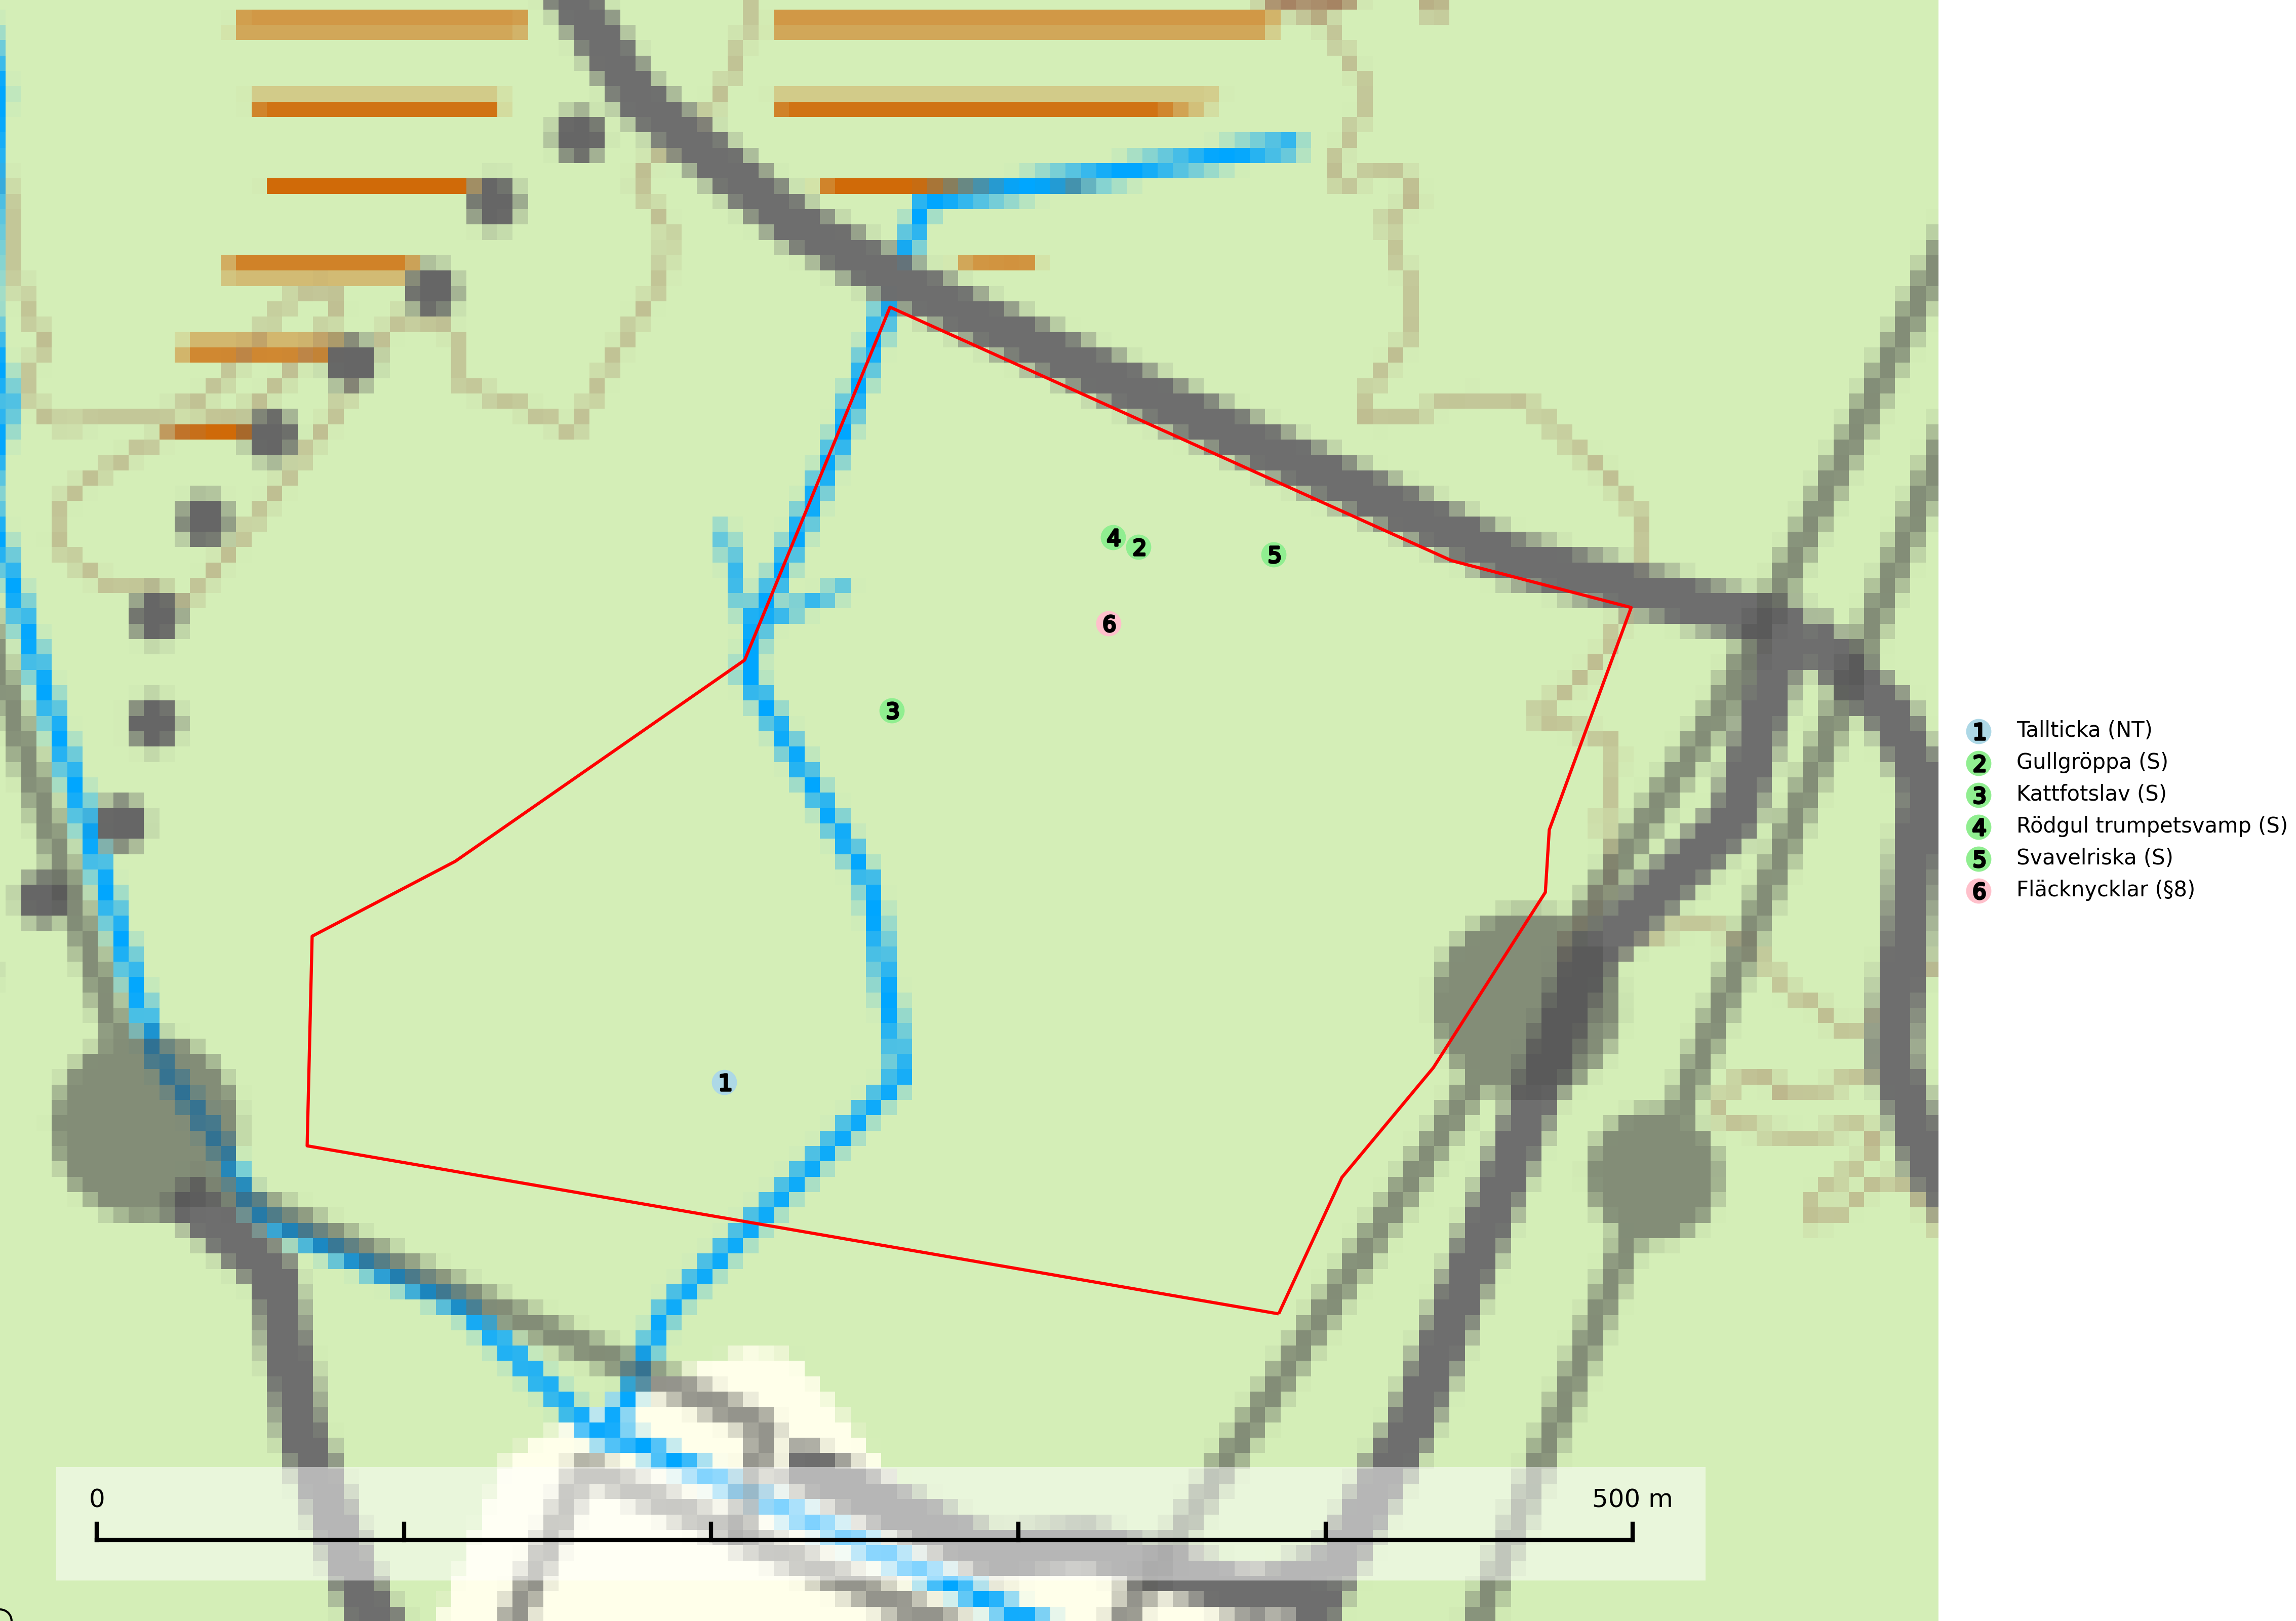 4
2
5
6
3
1
1 Tallticka (NT)
2 Gullgröppa (S)
3 Kattfotslav (S)
4 Rödgul trumpetsvamp (S)
5 Svavelriska (S)
6 Fläcknycklar (§8)
0 500 m